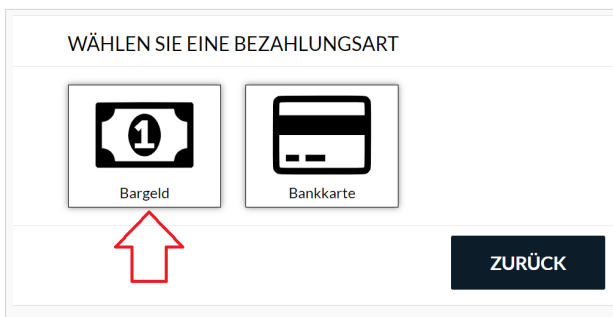 WÄHLEN SIE EINE BEZAHLUNGSART
1
Bargeld
Bankkarte
ZURÜCK